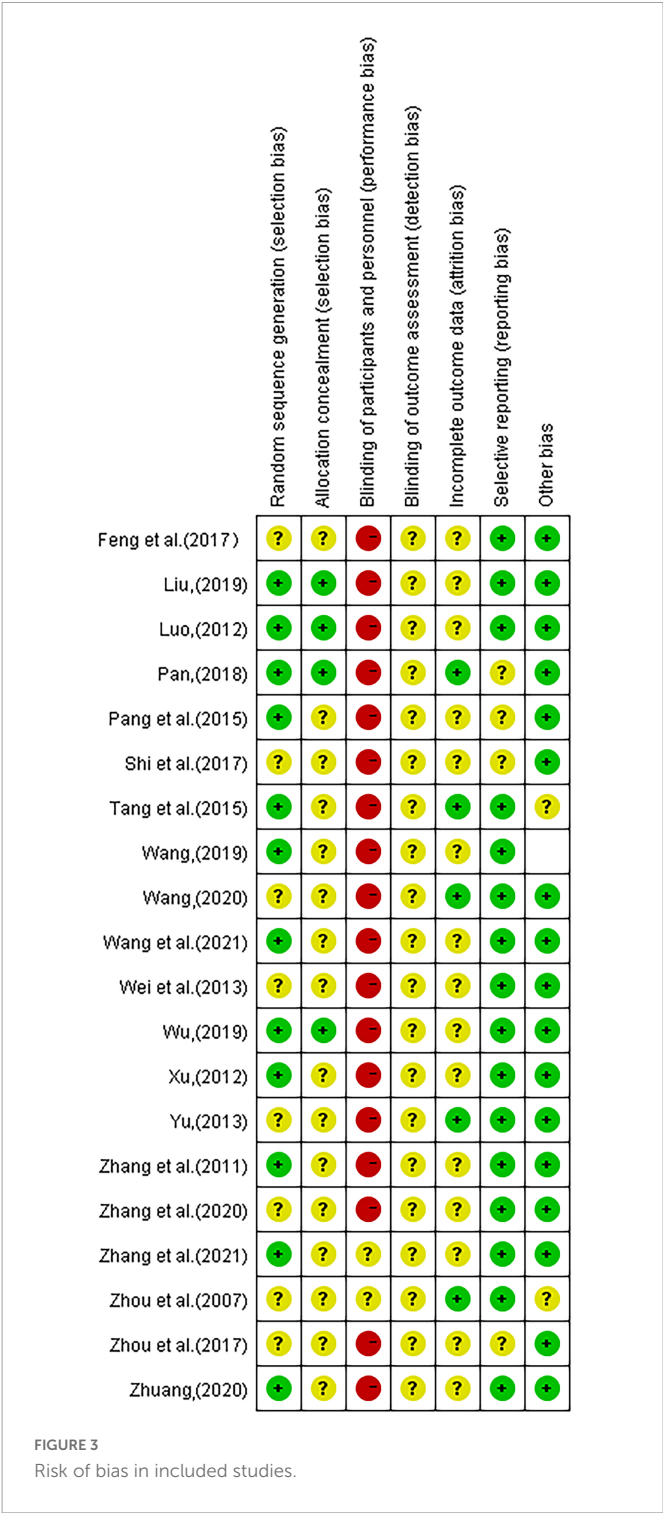 Random sequence generation (selection bias)
Allocation concealment (selection bias)
Blinding of participants and personnel (performance bias)
Blinding of outcome assessment (detection bias)
Incomplete outcome data (attrition bias)
Selective reporting (reporting bias)
Other bias
Feng et al.(2017) ? ? - ? ? + +
Liu,(2019) + + - ? ? + +
Luo,(2012) + + - ? ? + +
Pan,(2018) + + - ? + ? +
Pang et al.(2015) + ? - ? ? ? +
Shi et al.(2017) ? ? - ? ? ? +
Tang et al.(2015) + ? - ? + + ?
Wang,(2019) + ? - ? ? +
Wang,(2020) ? ? - ? + + +
Wang et al.(2021) + ? - ? ? + +
Wei et al.(2013) ? ? - ? ? + +
Wu,(2019) + + - ? ? + +
Xu,(2012) + ? - ? ? + +
Yu,(2013) ? ? - ? + + +
Zhang et al.(2011) + ? - ? ? + +
Zhang et al.(2020) ? ? - ? ? + +
Zhang et al.(2021) + ? ? ? ? + +
Zhou et al.(2007) ? ? ? ? + + ?
Zhou et al.(2017) ? ? - ? ? ? +
Zhuang,(2020) + ? - ? ? + +
FIGURE 3
Risk of bias in included studies.